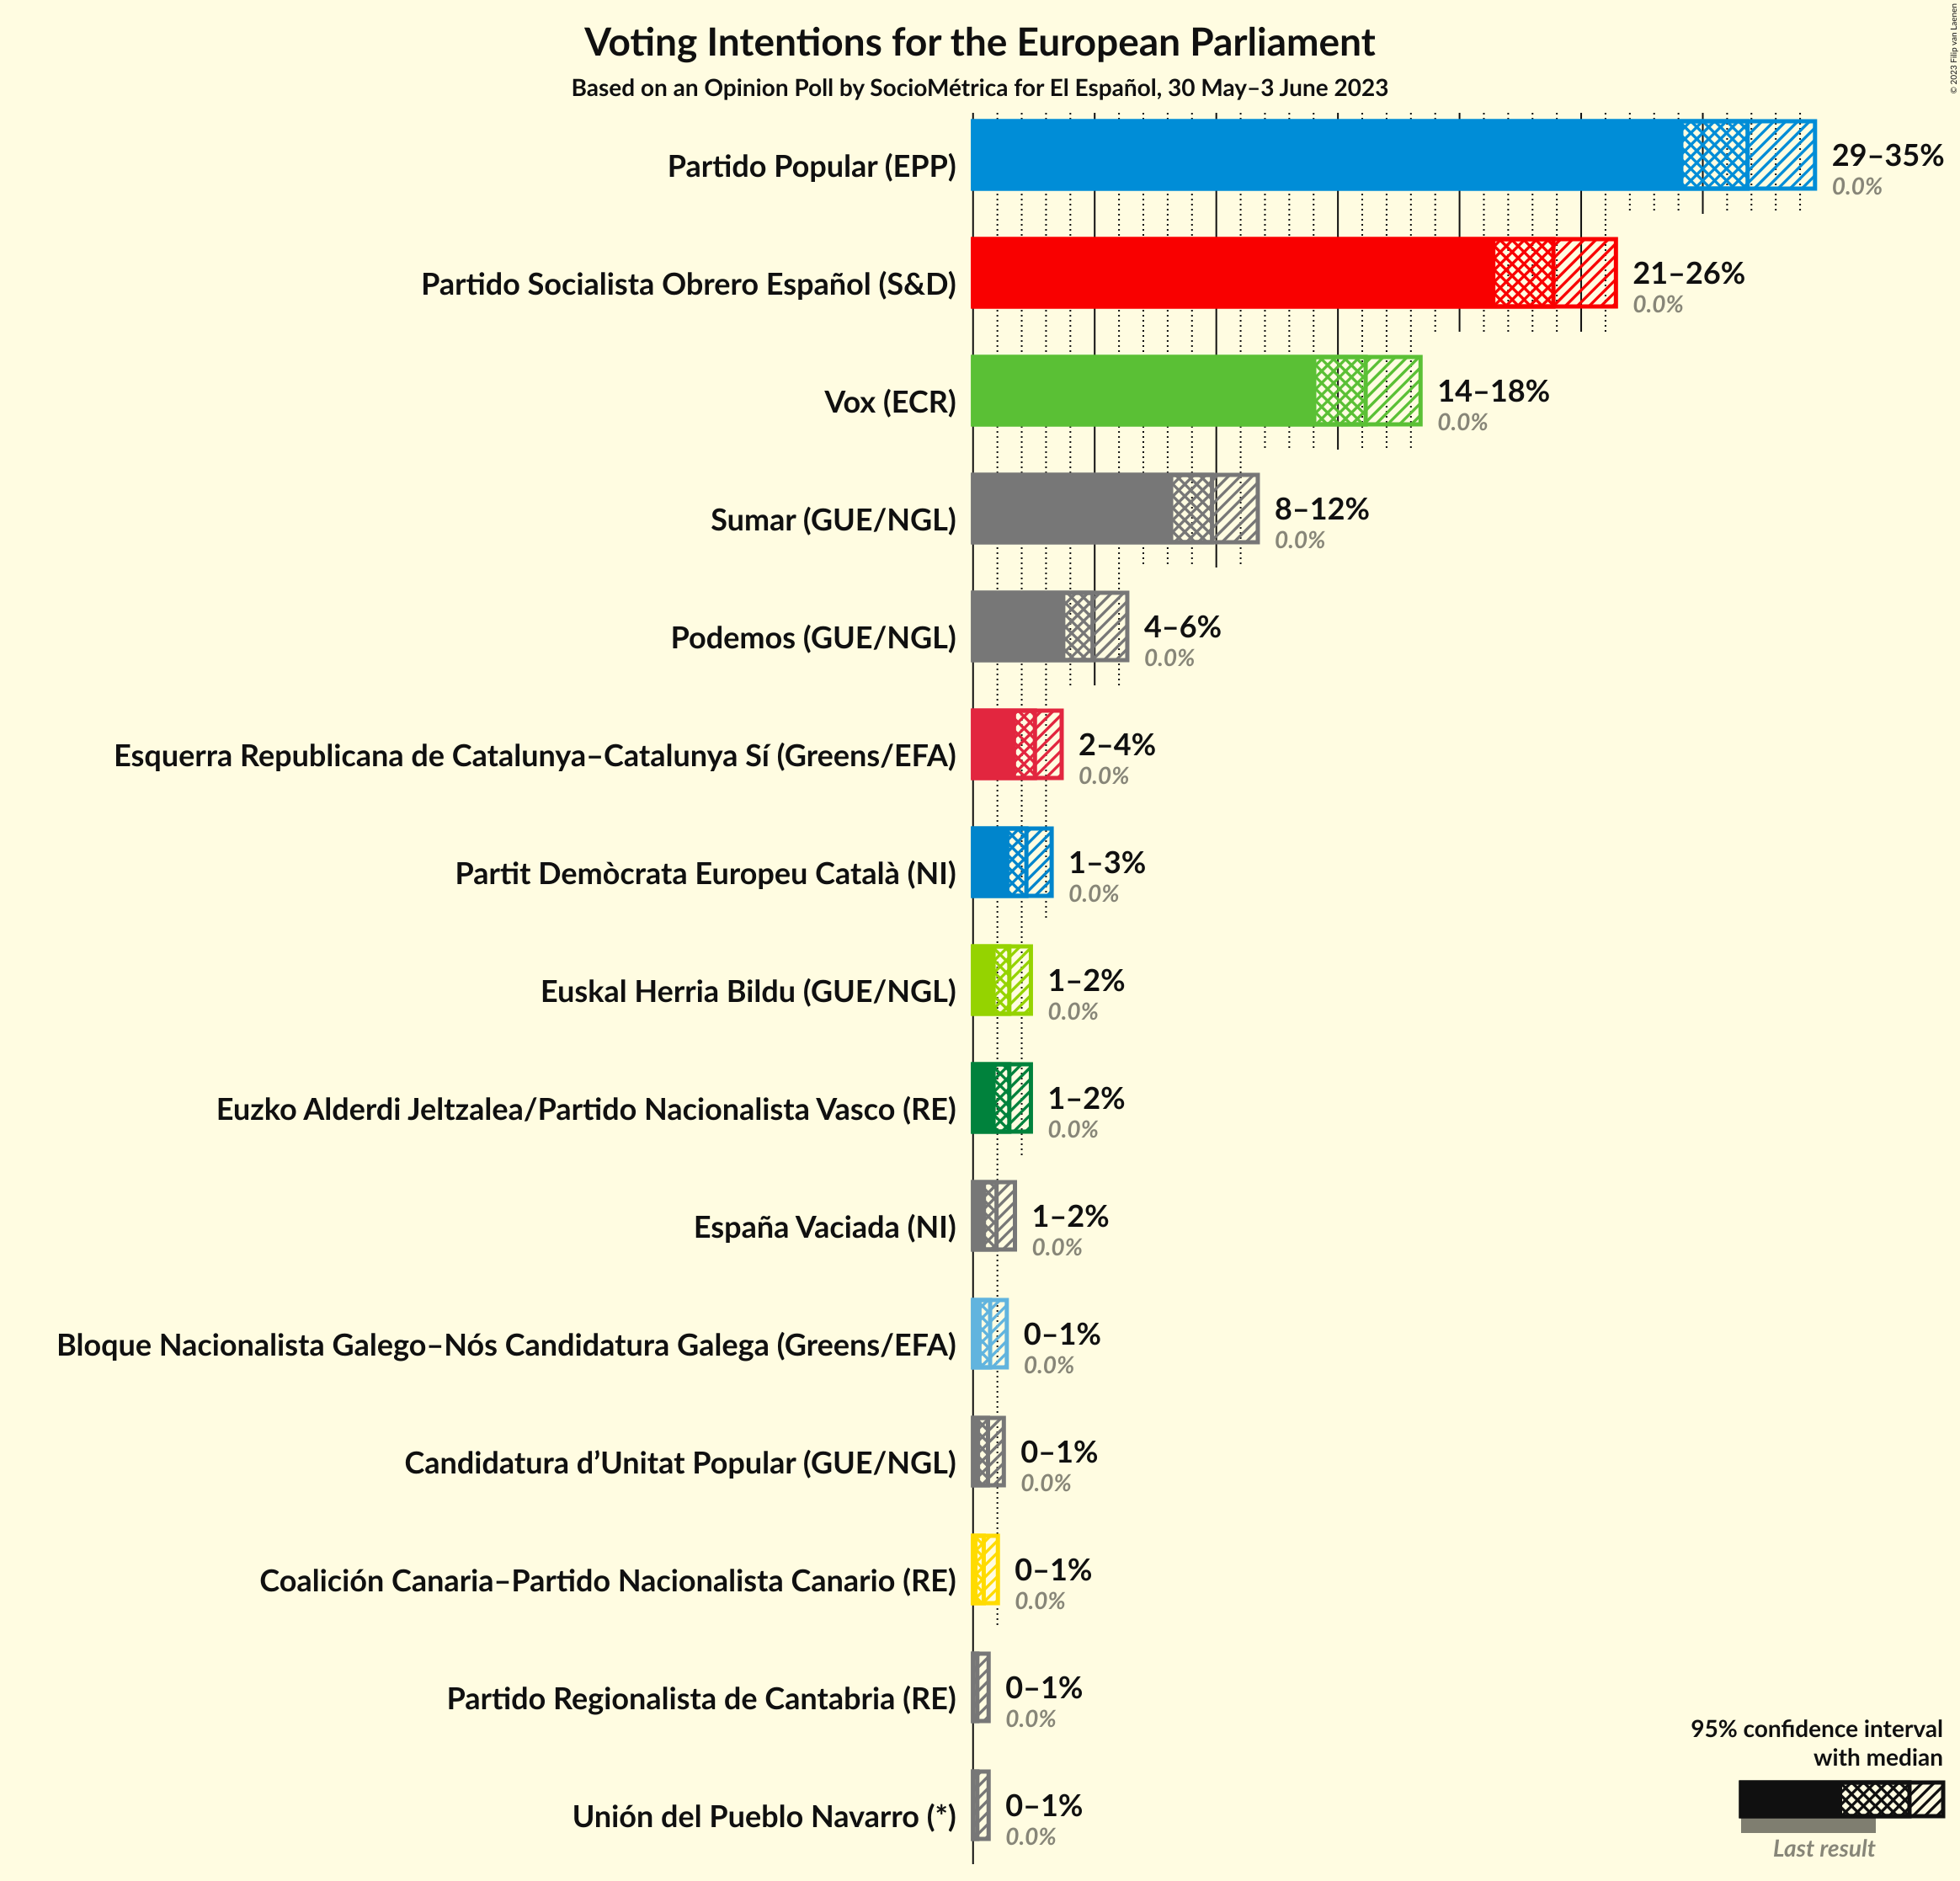 Voting Intentions for the European Parliament
Based on an Opinion Poll by SocioMétrica for El Español, 30 May–3 June 2023
© 2023 Filip van Laenen
Partido Popular (EPP)
29–35%
0.0%
Partido Socialista Obrero Español (S&D)
21–26%
0.0%
Vox (ECR)
14–18%
0.0%
Sumar (GUE/NGL)
8–12%
0.0%
Podemos (GUE/NGL)
4–6%
0.0%
Esquerra Republicana de Catalunya–Catalunya Sí (Greens/EFA)
2–4%
0.0%
Partit Demòcrata Europeu Català (NI)
1–3%
0.0%
Euskal Herria Bildu (GUE/NGL)
1–2%
0.0%
Euzko Alderdi Jeltzalea/Partido Nacionalista Vasco (RE)
1–2%
0.0%
España Vaciada (NI)
1–2%
0.0%
Bloque Nacionalista Galego–Nós Candidatura Galega (Greens/EFA)
0–1%
0.0%
Candidatura d’Unitat Popular (GUE/NGL)
0–1%
0.0%
Coalición Canaria–Partido Nacionalista Canario (RE)
0–1%
0.0%
Partido Regionalista de Cantabria (RE)
0–1%
0.0%
Unión del Pueblo Navarro (*)
0–1%
0.0%
95% confidence interval
with median
Last result